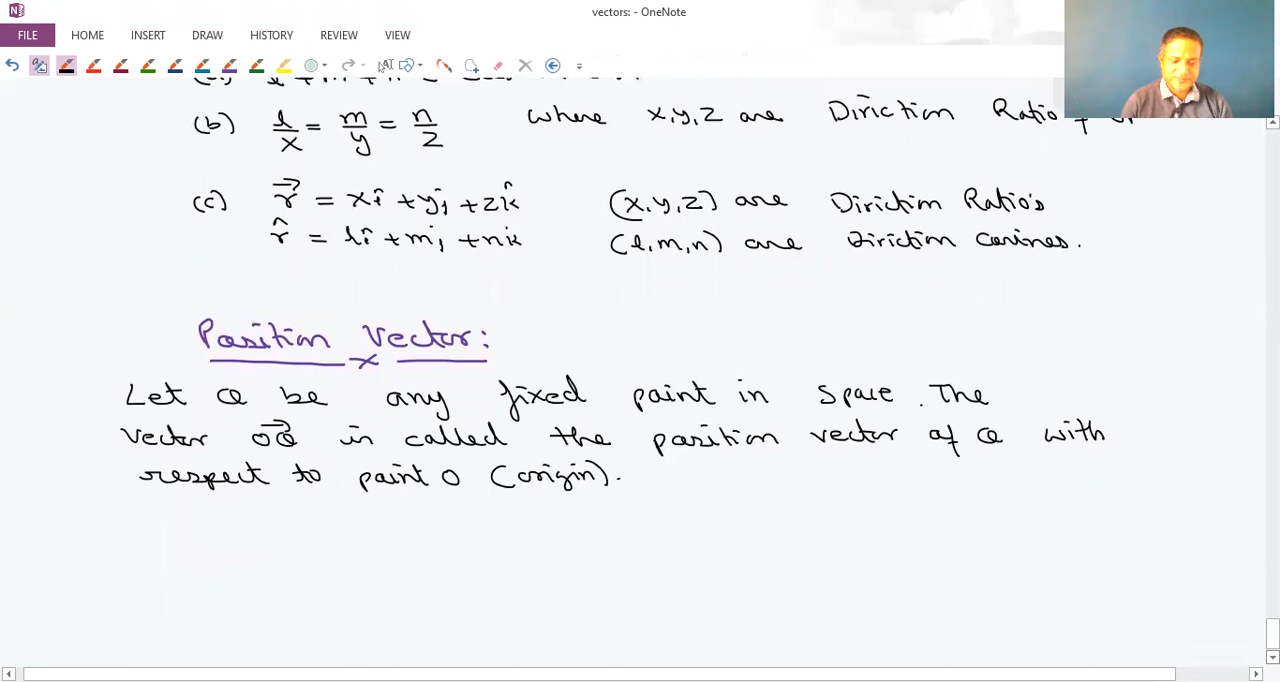 vectors: - OneNote
FILE HOME INSERT DRAW HISTORY REVIEW VIEW
(b) l/x = m/y = n/z where x,y,z are Diriction Ratio
(c) r⃗ = xî + yĵ + zk̂ (x,y,z) are Diriction Ratio's
r̂ = lî + mĵ + nk̂ (l,m,n) are Diriction Cosines.
Position Vector:
Let Q be any fixed point in space. The
vector OQ⃗ is called the position vector of Q with
respect to point O (origin).